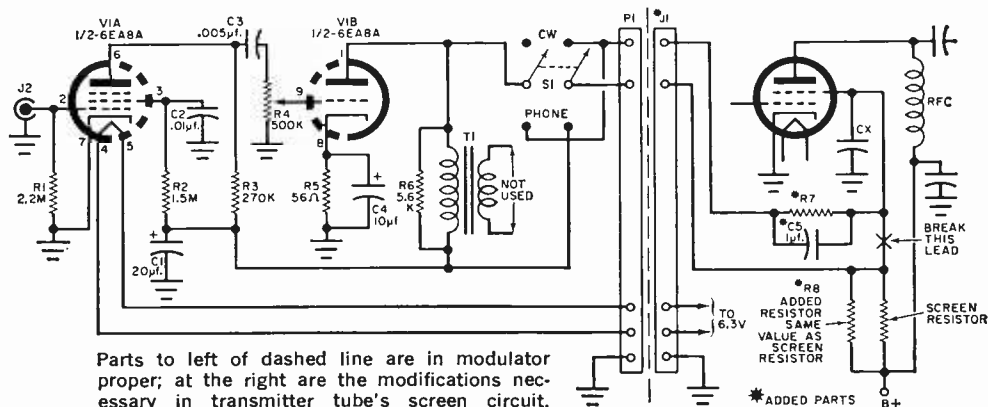 V1A
1/2-6EA8A
C3
.005µf.
V1B
1/2-6EA8A
P1
*J1
6
1
CW
J2
2
3
C2
.01µf.
9
R4
500K
S1
RFC
7
4
5
8
PHONE
CX
R1
2.2M
R2
1.5M
R3
270K
R5
56Ω
C4
10µf
R6
5.6
K
T1
NOT
USED
*R7
*C5
1µf.
BREAK
THIS
LEAD
C1
20µf.
*R8
ADDED
RESISTOR
SAME
VALUE AS
SCREEN
RESISTOR
SCREEN
RESISTOR
TO
6.3V
B+
*ADDED PARTS
Parts to left of dashed line are in modulator
proper; at the right are the modifications nec-
essary in transmitter tube's screen circuit.